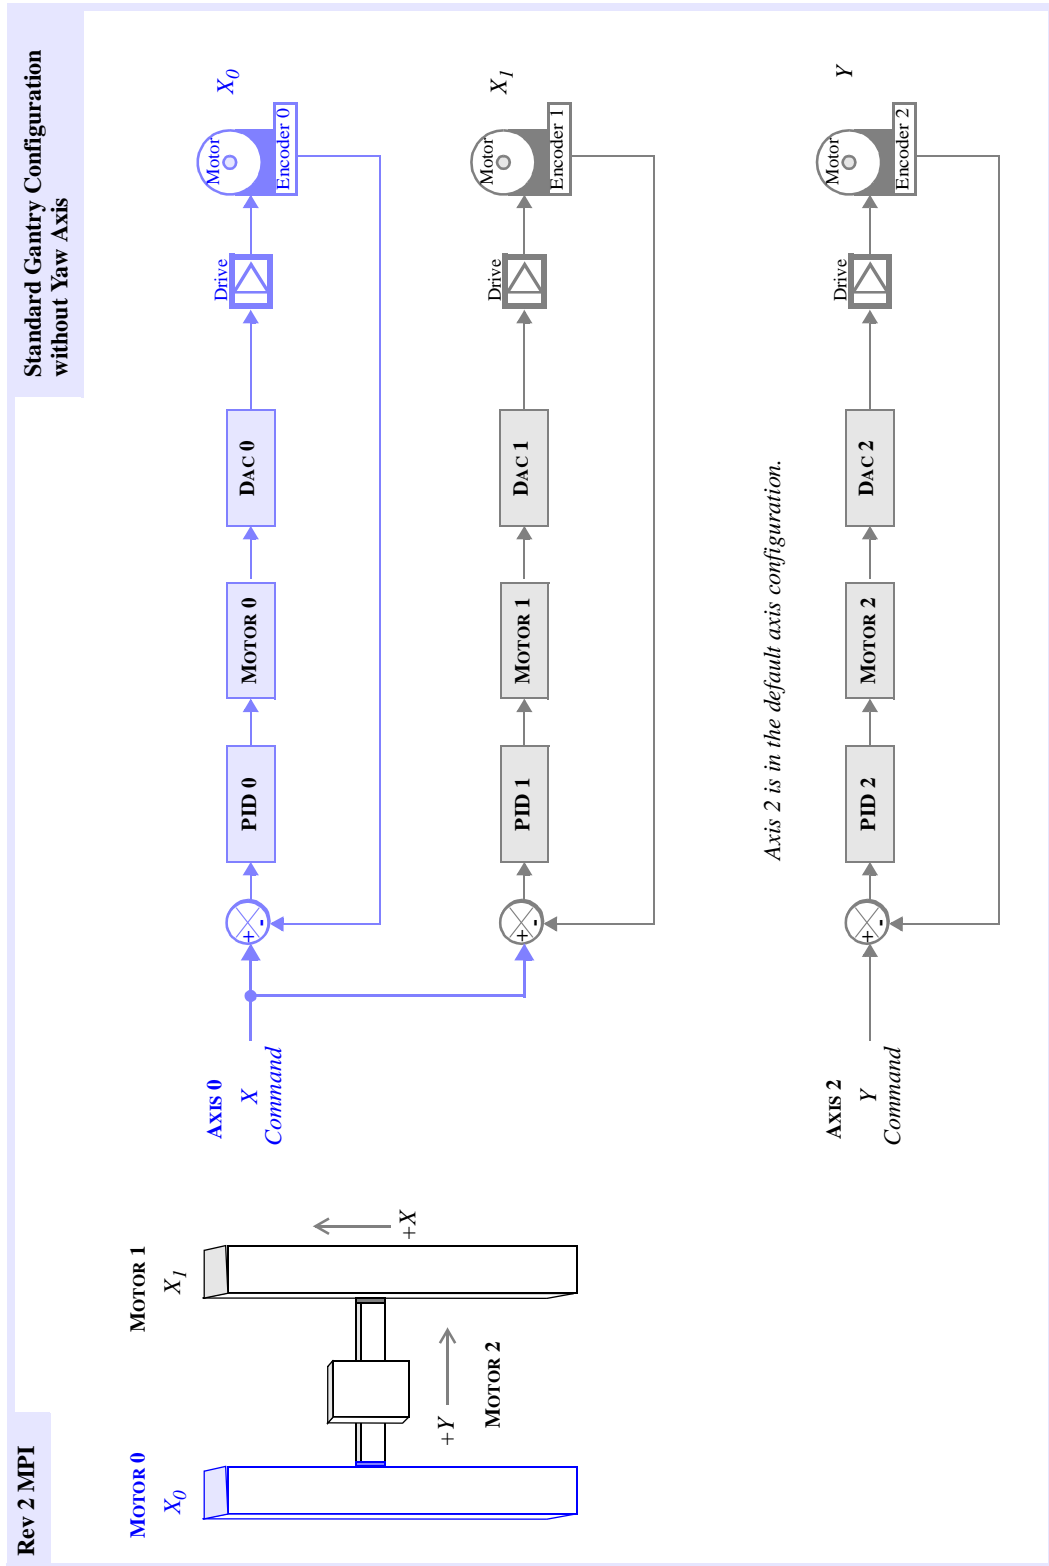 Rev 2 MPI
Standard Gantry Configuration
without Yaw Axis
MOTOR 0
X0
MOTOR 1
X1
+Y
MOTOR 2
+X
AXIS 0
X
Command
+
-
PID 0
MOTOR 0
DAC 0
Drive
Motor
Encoder 0
X0
+
-
PID 1
MOTOR 1
DAC 1
Drive
Motor
Encoder 1
X1
Axis 2 is in the default axis configuration.
AXIS 2
Y
Command
+
-
PID 2
MOTOR 2
DAC 2
Drive
Motor
Encoder 2
Y